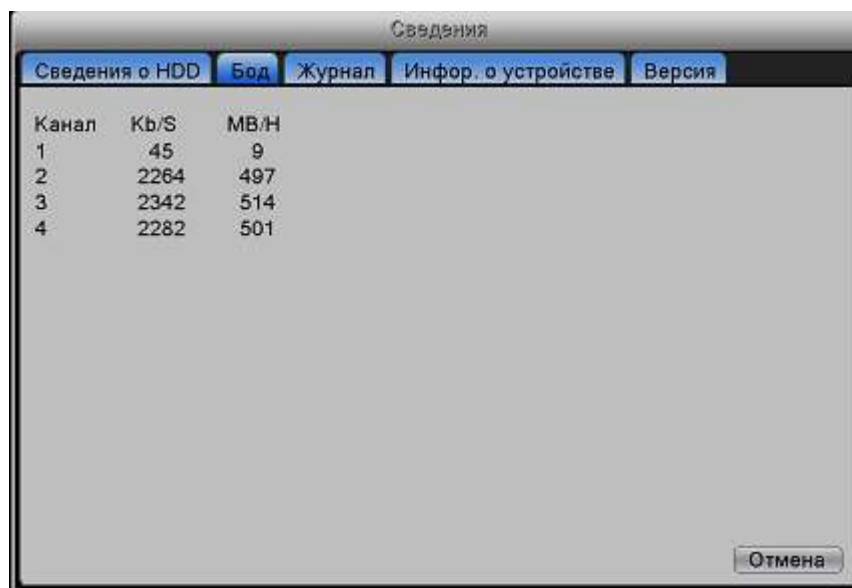 Сведения
Сведения о HDD Бод Журнал Инфор. о устройстве Версия
Канал Kb/S MB/H
1 45 9
2 2264 497
3 2342 514
4 2282 501
Отмена